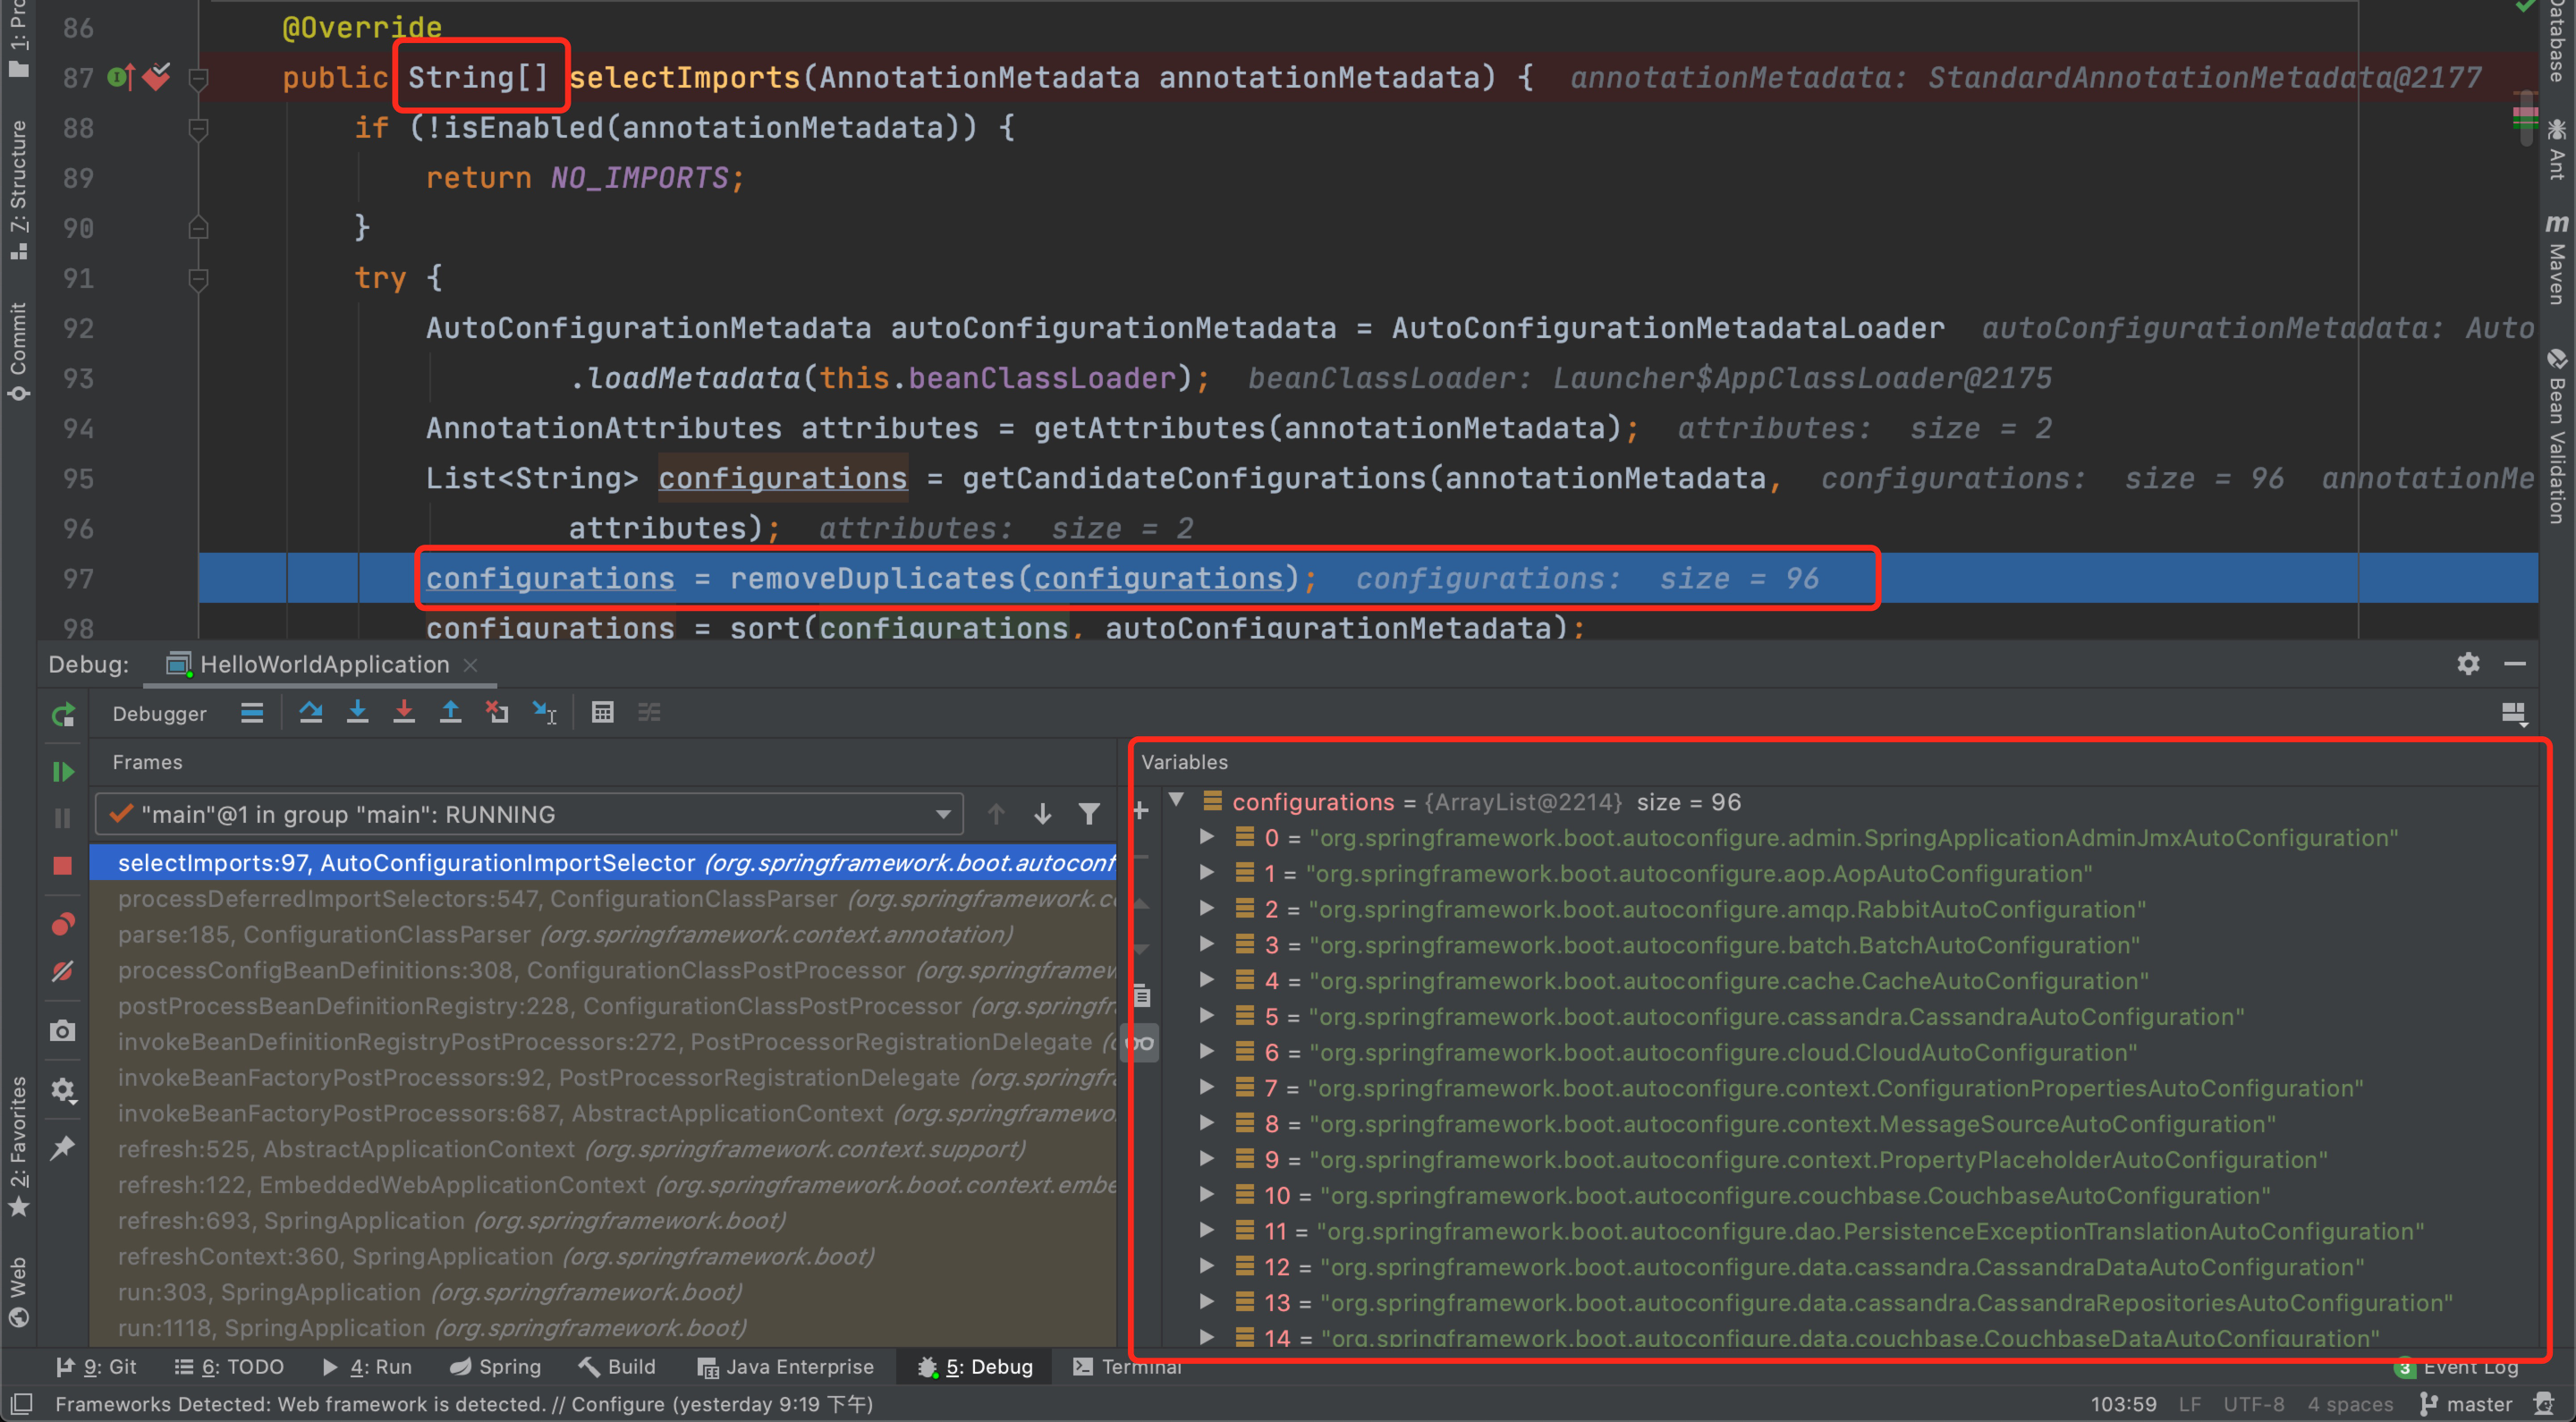 1: Pro
7: Structure
Commit
2: Favorites
Web
86 @Override
87 public String[] selectImports(AnnotationMetadata annotationMetadata) { annotationMetadata: StandardAnnotationMetadata@2177
88 if (!isEnabled(annotationMetadata)) {
89 return NO_IMPORTS;
90 }
91 try {
92 AutoConfigurationMetadata autoConfigurationMetadata = AutoConfigurationMetadataLoader autoConfigurationMetadata: Auto
93 .loadMetadata(this.beanClassLoader); beanClassLoader: Launcher$AppClassLoader@2175
94 AnnotationAttributes attributes = getAttributes(annotationMetadata); attributes: size = 2
95 List<String> configurations = getCandidateConfigurations(annotationMetadata, configurations: size = 96 annotationMe
96 attributes); attributes: size = 2
97 configurations = removeDuplicates(configurations); configurations: size = 96
98 configurations = sort(configurations, autoConfigurationMetadata);
Database
Ant
Maven
Bean Validation
Debug: HelloWorldApplication
Debugger
Frames
"main"@1 in group "main": RUNNING
selectImports:97, AutoConfigurationImportSelector (org.springframework.boot.autoconf
processDeferredImportSelectors:547, ConfigurationClassParser (org.springframework.c
parse:185, ConfigurationClassParser (org.springframework.context.annotation)
processConfigBeanDefinitions:308, ConfigurationClassPostProcessor (org.springframew
postProcessBeanDefinitionRegistry:228, ConfigurationClassPostProcessor (org.springfr
invokeBeanDefinitionRegistryPostProcessors:272, PostProcessorRegistrationDelegate (
invokeBeanFactoryPostProcessors:92, PostProcessorRegistrationDelegate (org.springfr
invokeBeanFactoryPostProcessors:687, AbstractApplicationContext (org.springframewo
refresh:525, AbstractApplicationContext (org.springframework.context.support)
refresh:122, EmbeddedWebApplicationContext (org.springframework.boot.context.embe
refresh:693, SpringApplication (org.springframework.boot)
refreshContext:360, SpringApplication (org.springframework.boot)
run:303, SpringApplication (org.springframework.boot)
run:1118, SpringApplication (org.springframework.boot)
Variables
configurations = {ArrayList@2214} size = 96
0 = "org.springframework.boot.autoconfigure.admin.SpringApplicationAdminJmxAutoConfiguration"
1 = "org.springframework.boot.autoconfigure.aop.AopAutoConfiguration"
2 = "org.springframework.boot.autoconfigure.amqp.RabbitAutoConfiguration"
3 = "org.springframework.boot.autoconfigure.batch.BatchAutoConfiguration"
4 = "org.springframework.boot.autoconfigure.cache.CacheAutoConfiguration"
5 = "org.springframework.boot.autoconfigure.cassandra.CassandraAutoConfiguration"
6 = "org.springframework.boot.autoconfigure.cloud.CloudAutoConfiguration"
7 = "org.springframework.boot.autoconfigure.context.ConfigurationPropertiesAutoConfiguration"
8 = "org.springframework.boot.autoconfigure.context.MessageSourceAutoConfiguration"
9 = "org.springframework.boot.autoconfigure.context.PropertyPlaceholderAutoConfiguration"
10 = "org.springframework.boot.autoconfigure.couchbase.CouchbaseAutoConfiguration"
11 = "org.springframework.boot.autoconfigure.dao.PersistenceExceptionTranslationAutoConfiguration"
12 = "org.springframework.boot.autoconfigure.data.cassandra.CassandraDataAutoConfiguration"
13 = "org.springframework.boot.autoconfigure.data.cassandra.CassandraRepositoriesAutoConfiguration"
14 = "org.springframework.boot.autoconfigure.data.couchbase.CouchbaseDataAutoConfiguration"
9: Git 6: TODO 4: Run Spring Build Java Enterprise 5: Debug Terminal 3 Event Log
Frameworks Detected: Web framework is detected. // Configure (yesterday 9:19 下午) 103:59 LF UTF-8 4 spaces master